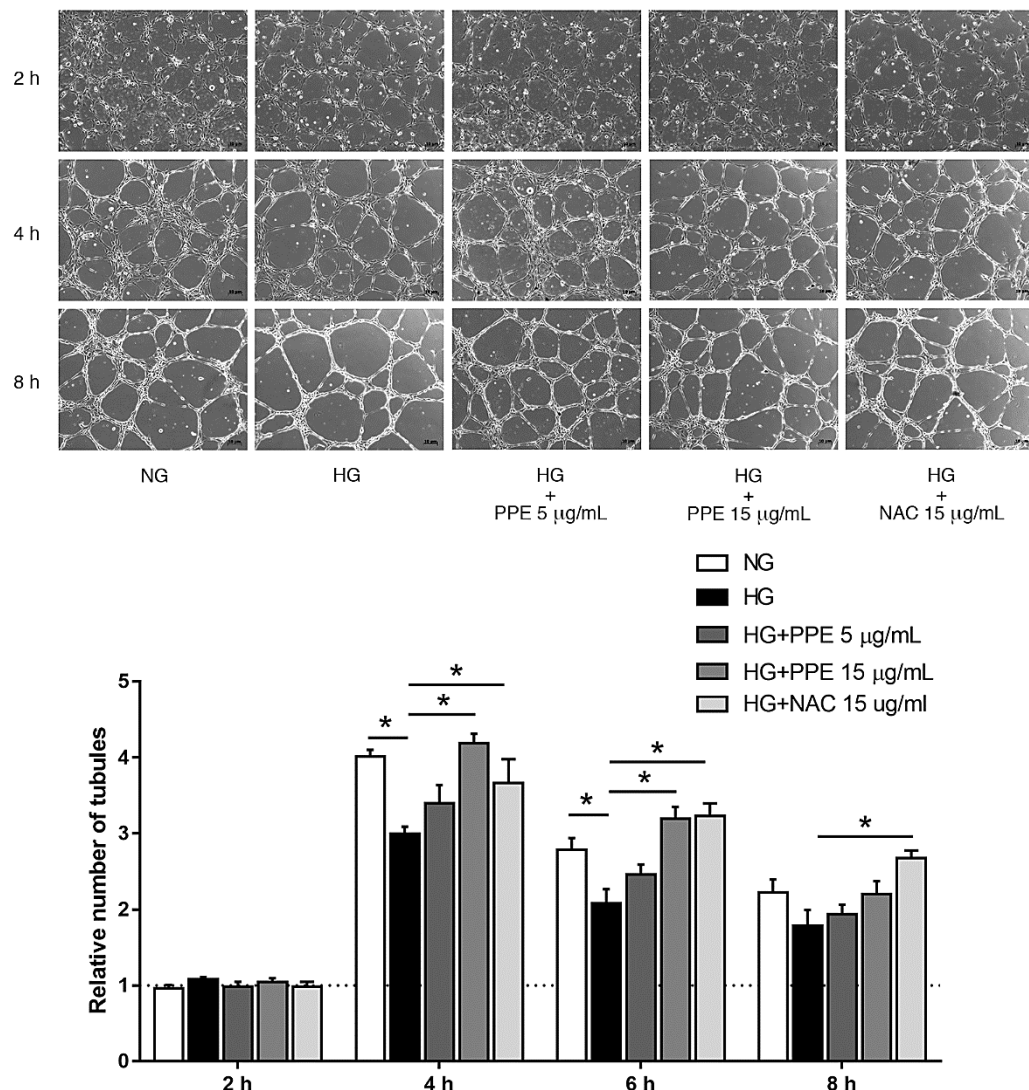 2 h
4 h
8 h
NG
HG
HG
+
PPE 5 μg/mL
HG
+
PPE 15 μg/mL
HG
+
NAC 15 μg/mL
NG
HG
HG+PPE 5 μg/mL
HG+PPE 15 μg/mL
HG+NAC 15 ug/ml
Relative number of tubules
5
4
3
2
1
0
* * *
* * *
*
2 h 4 h 6 h 8 h